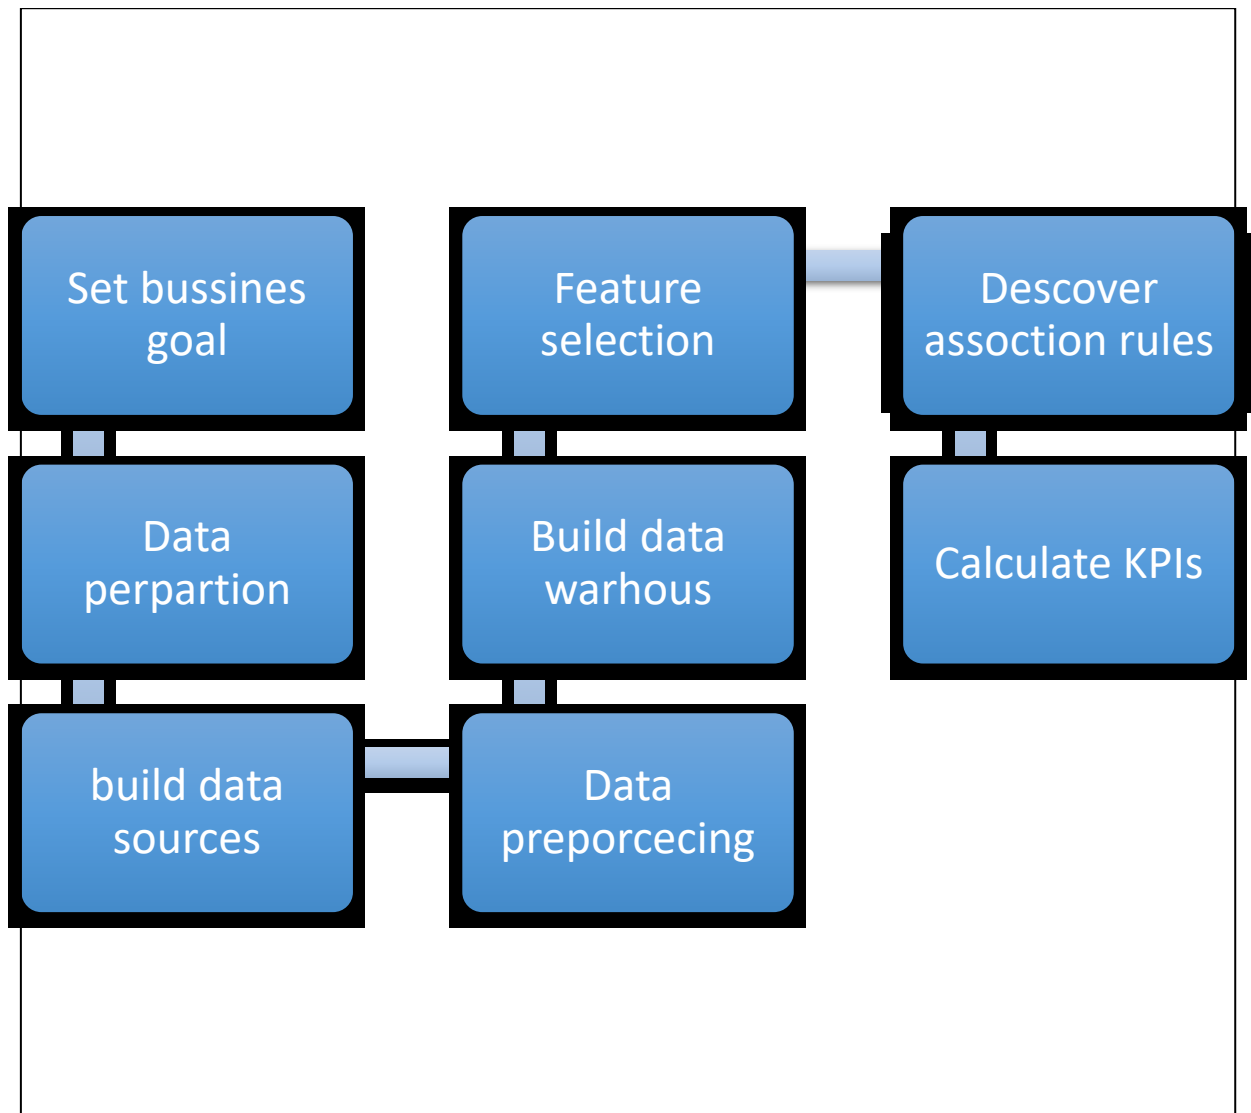 Set bussines
goal
Data
perpartion
build data
sources
Data
preporcecing
Build data
warhous
Feature
selection
Descover
assoction rules
Calculate KPIs